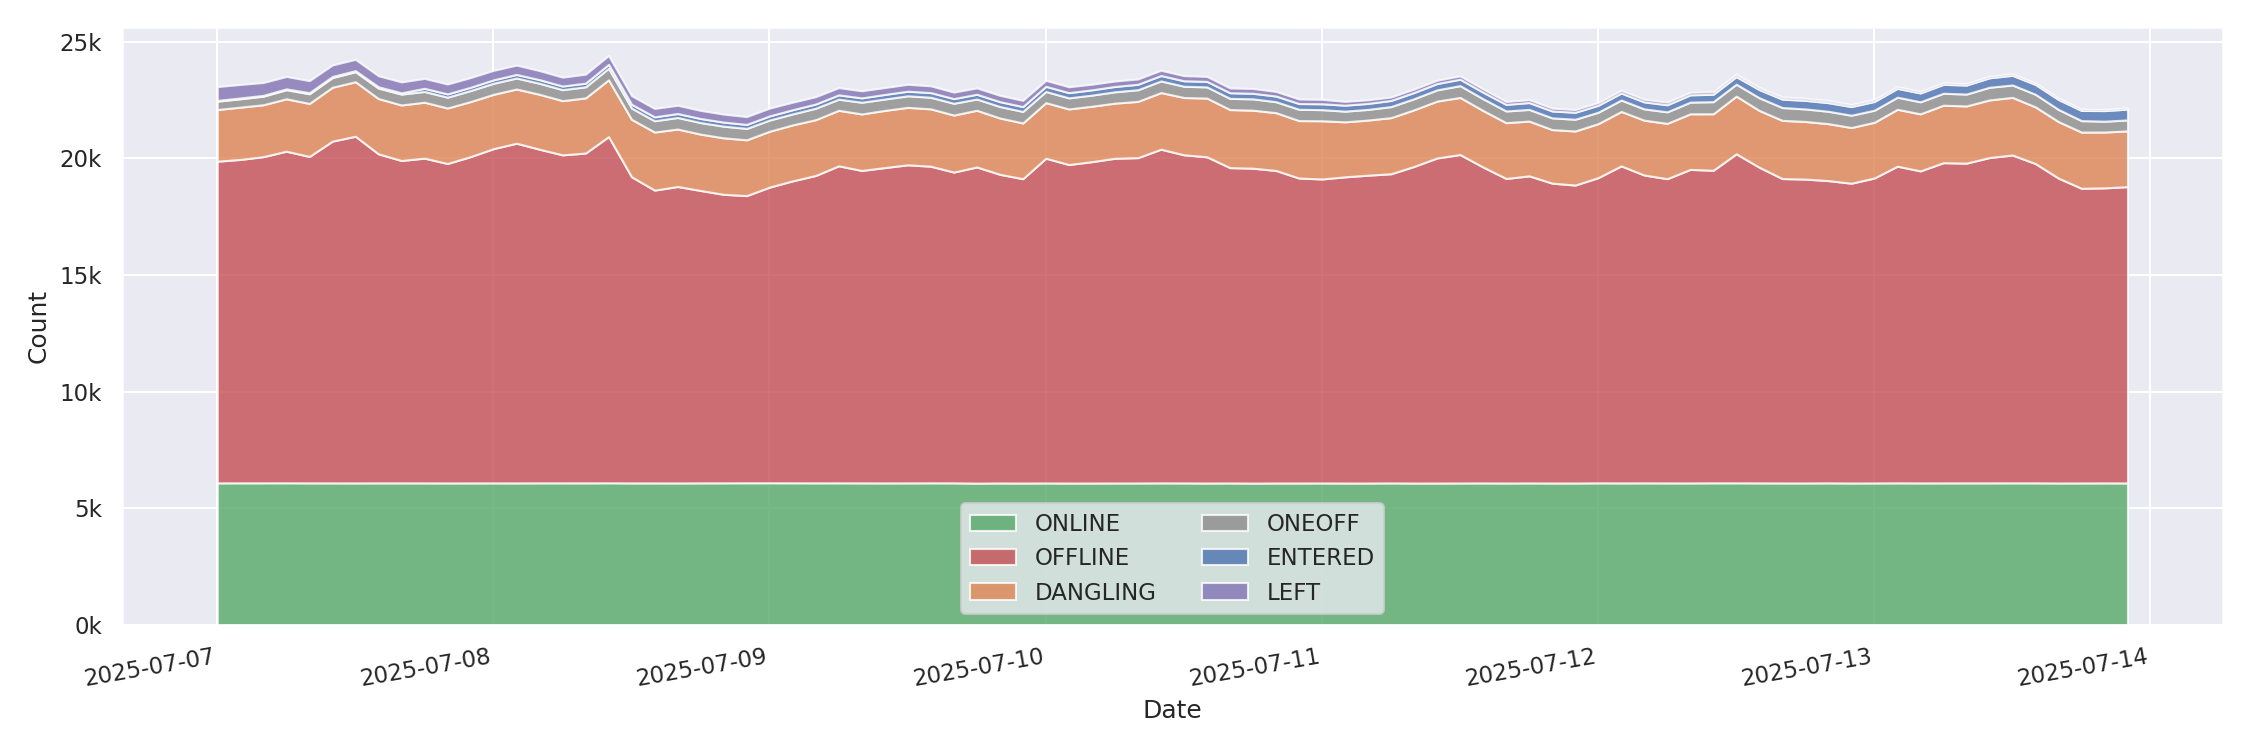 25k
20k
15k
10k
5k
0k
Count
ONLINE
OFFLINE
DANGLING
ONEOFF
ENTERED
LEFT
2025-07-07
2025-07-08
2025-07-09
2025-07-10
2025-07-11
2025-07-12
2025-07-13
2025-07-14
Date